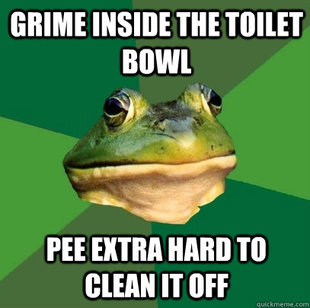 GRIME INSIDE THE TOILET
BOWL
PEE EXTRA HARD TO
CLEAN IT OFF
quickmeme.com